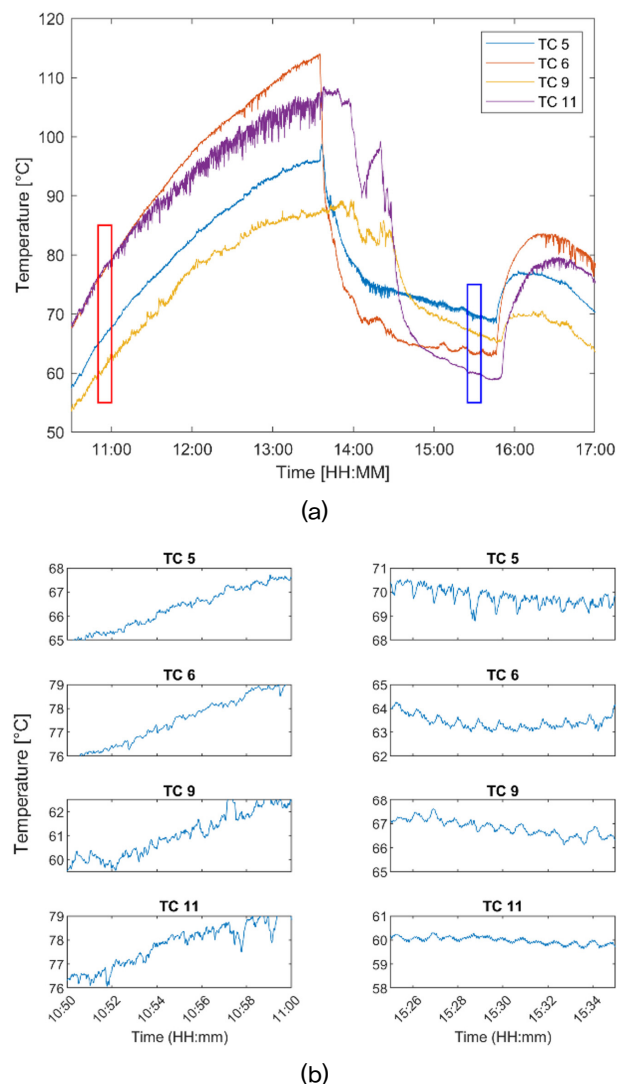 120
110
100
90
80
70
60
50
Temperature [°C]
TC 5
TC 6
TC 9
TC 11
11:00 12:00 13:00 14:00 15:00 16:00 17:00
Time [HH:MM]
(a)
Temperature [°C]
TC 5
68
67
66
65
TC 6
79
78
77
76
TC 9
62
61
60
TC 11
79
78
77
76
10:50 10:52 10:54 10:56 10:58 11:00
Time (HH:mm)
TC 5
71
70
69
68
TC 6
65
64
63
62
TC 9
68
67
66
65
TC 11
61
60
59
58
15:26 15:28 15:30 15:32 15:34
Time (HH:mm)
(b)